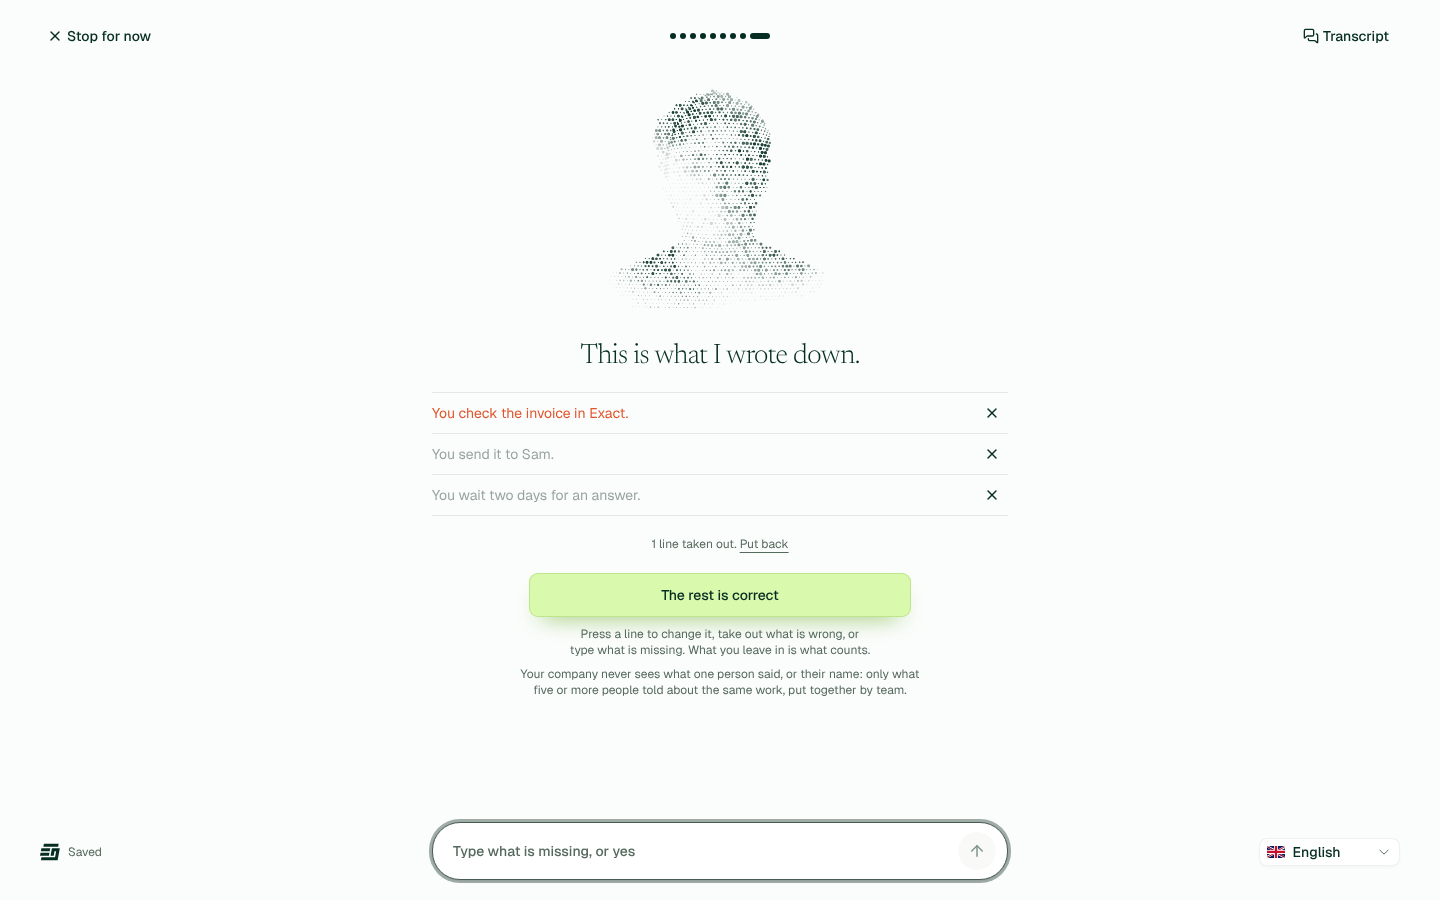 Stop for now
Transcript
This is what I wrote down.
You check the invoice in Exact.
You send it to Sam.
You wait two days for an answer.
1 line taken out. Put back
The rest is correct
Press a line to change it, take out what is wrong, or
type what is missing. What you leave in is what counts.
Your company never sees what one person said, or their name: only what
five or more people told about the same work, put together by team.
Type what is missing, or yes
Saved
English